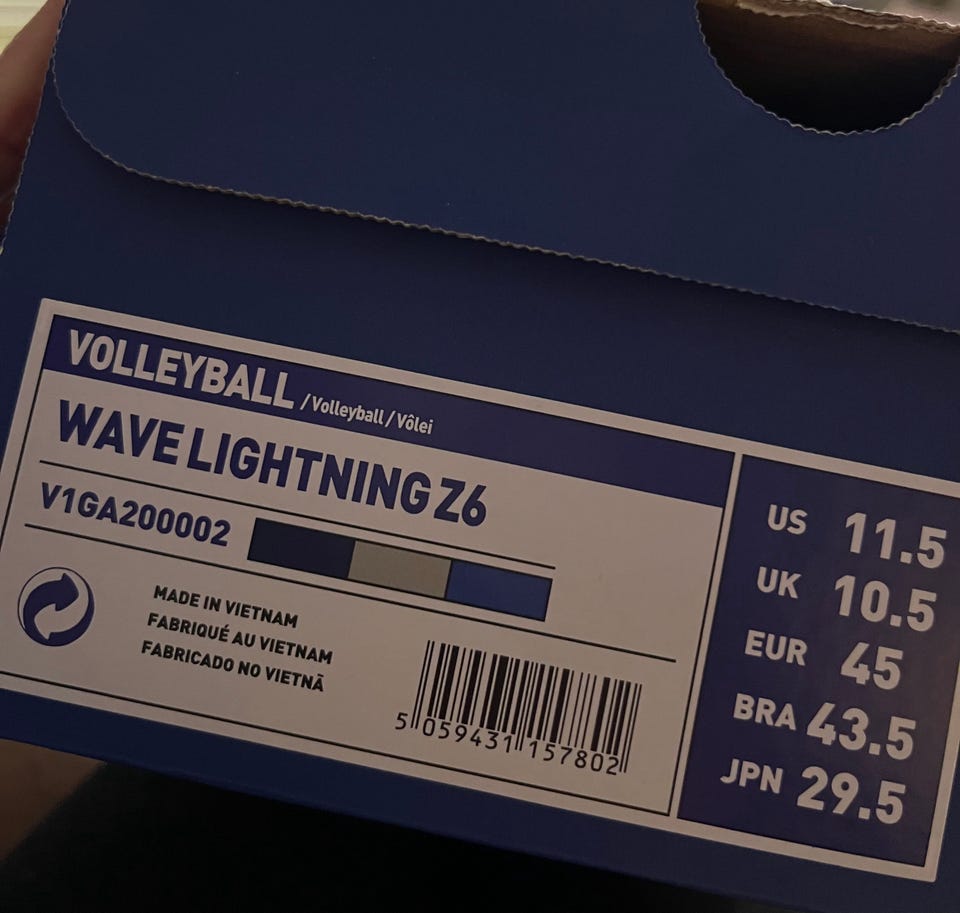 VOLLEYBALL / Volleyball / Vôlei
WAVE LIGHTNING Z6
V1GA200002
MADE IN VIETNAM
FABRIQUÉ AU VIETNAM
FABRICADO NO VIETNÃ
5 059431 157802
US 11.5
UK 10.5
EUR 45
BRA 43.5
JPN 29.5